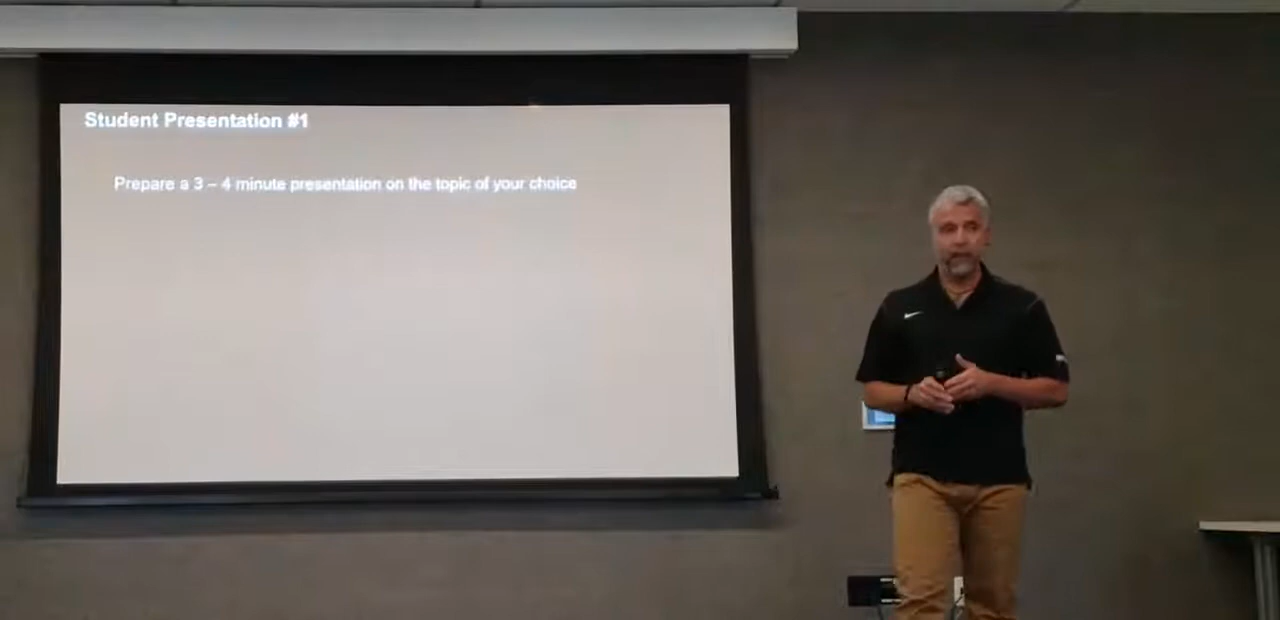 Student Presentation #1
Prepare a 3 – 4 minute presentation on the topic of your choice